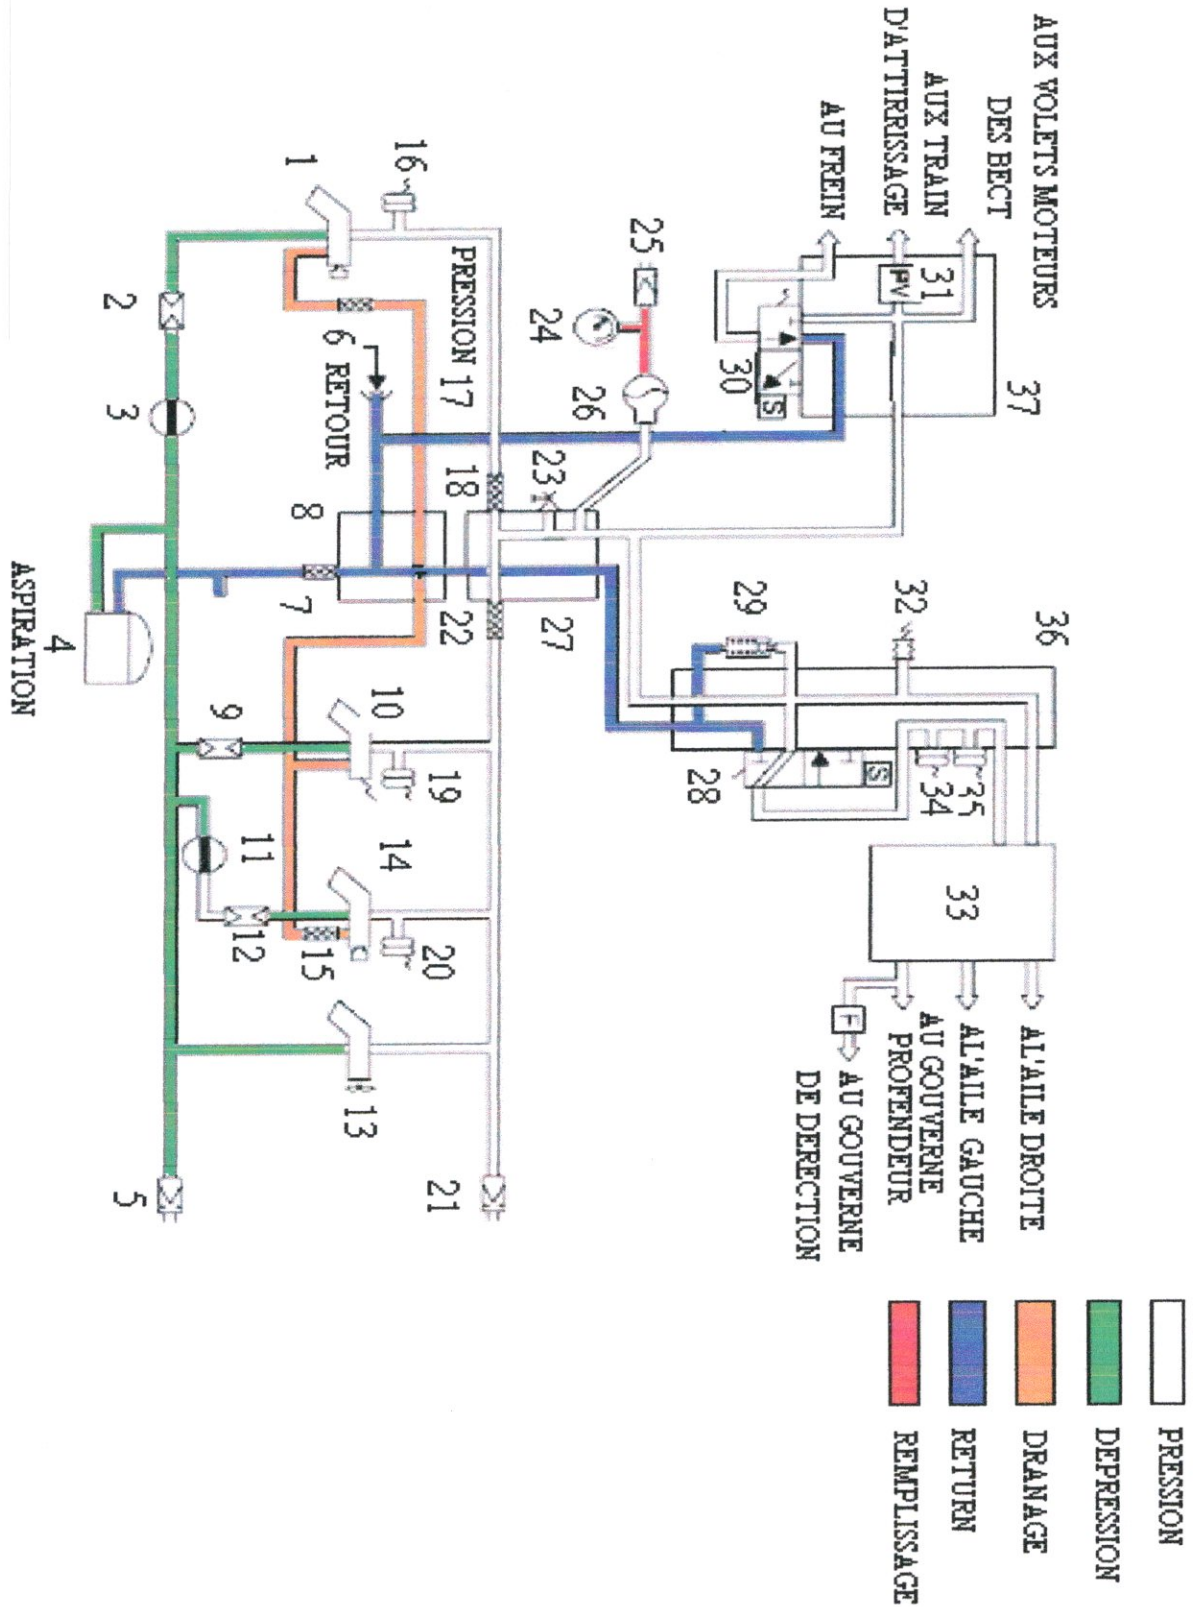 AUX VOLETS MOTEURS
DES BECT
AUX TRAIN
D'ATTIRRISSAGE
AU FREIN
37
31
PV
30
S
25
24
26
23
16
1
PRESSION 17
6 RETOUR
18
2
3
8
7
22
27
4
ASPIRATION
36
32
29
S
28
34
35
33
A L'AILE DROITE
A L'AILE GAUCHE
AU GOUVERNE
PROFENDEUR
F
AU GOUVERNE
DE DERECTION
9
10
19
11
12
14
15
20
13
5
21
PRESSION
DEPRESSION
DRANAGE
RETURN
REMPLISSAGE